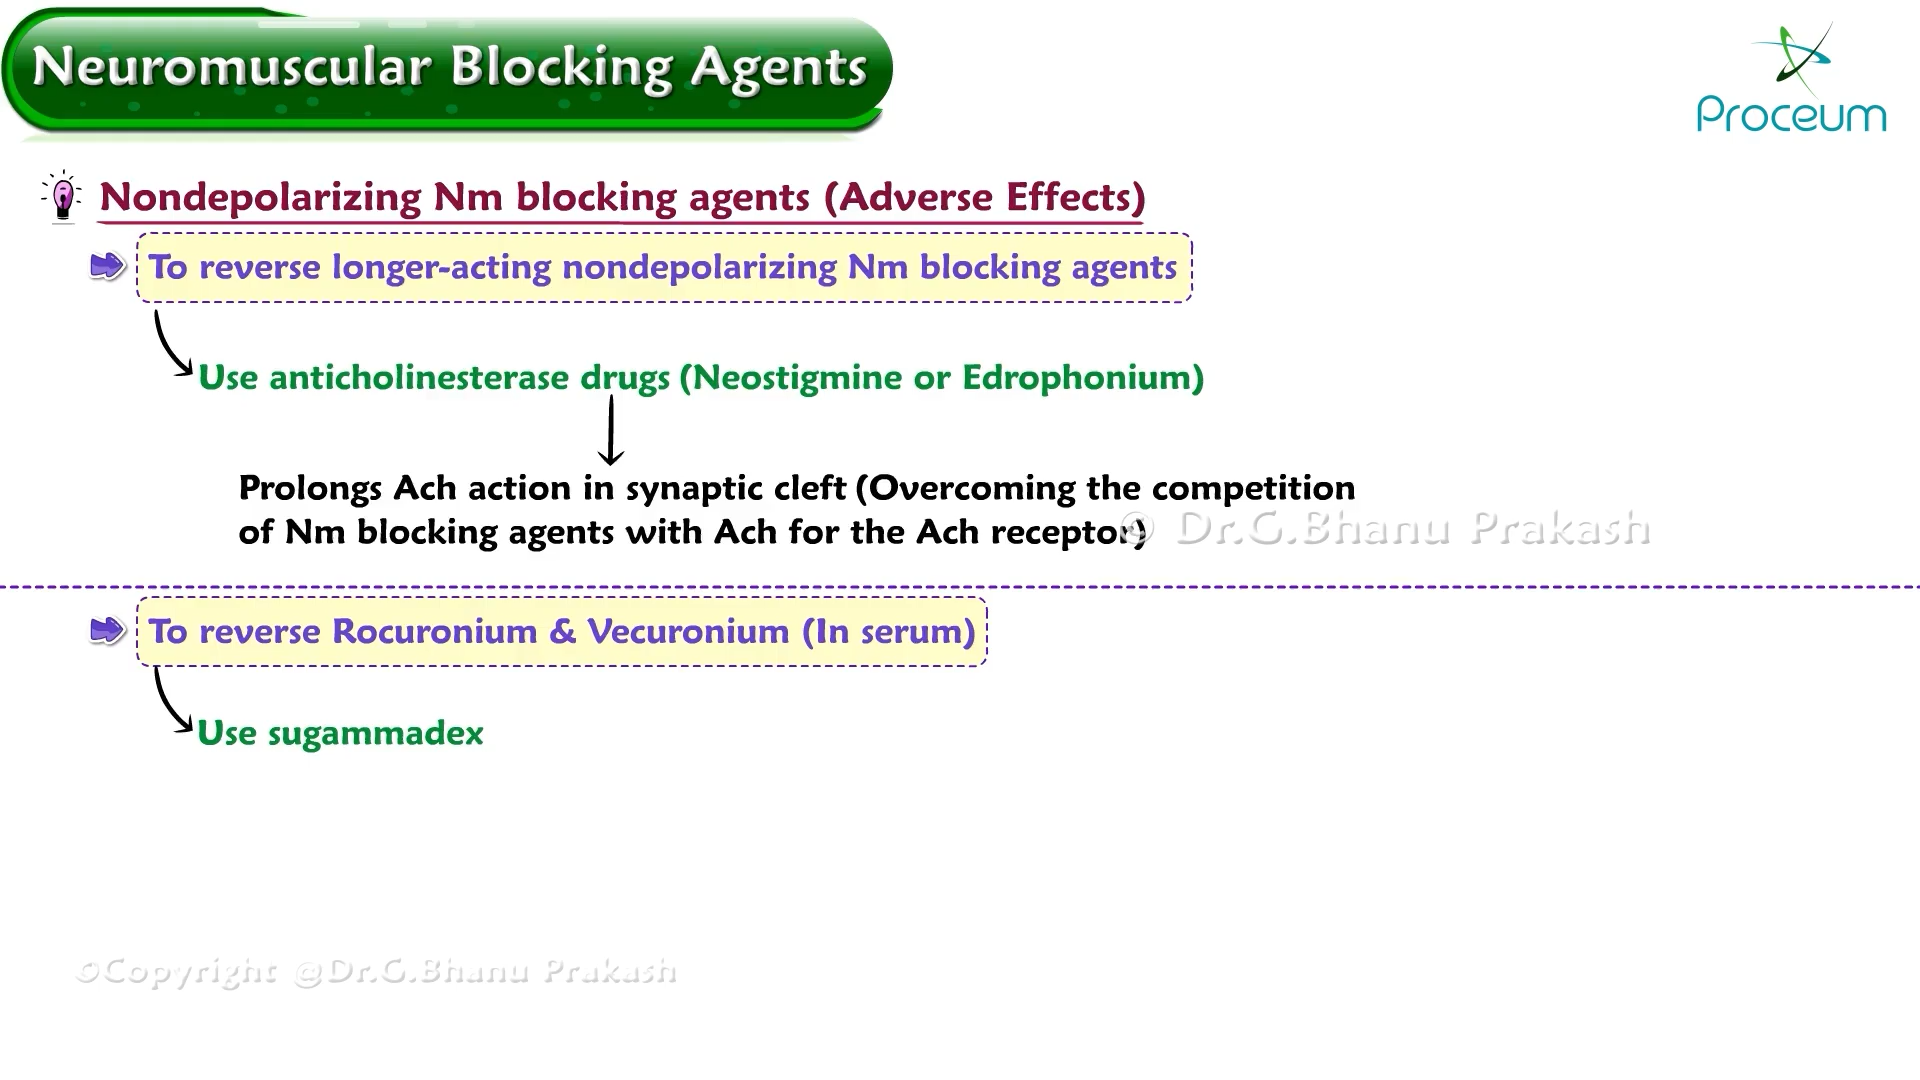 Neuromuscular Blocking Agents
Proceum
Nondepolarizing Nm blocking agents (Adverse Effects)
To reverse longer-acting nondepolarizing Nm blocking agents
Use anticholinesterase drugs (Neostigmine or Edrophonium)
Prolongs Ach action in synaptic cleft (Overcoming the competition
of Nm blocking agents with Ach for the Ach receptor)
© Dr.G.Bhanu Prakash
To reverse Rocuronium & Vecuronium (In serum)
Use sugammadex
©Copyright @Dr.G.Bhanu Prakash